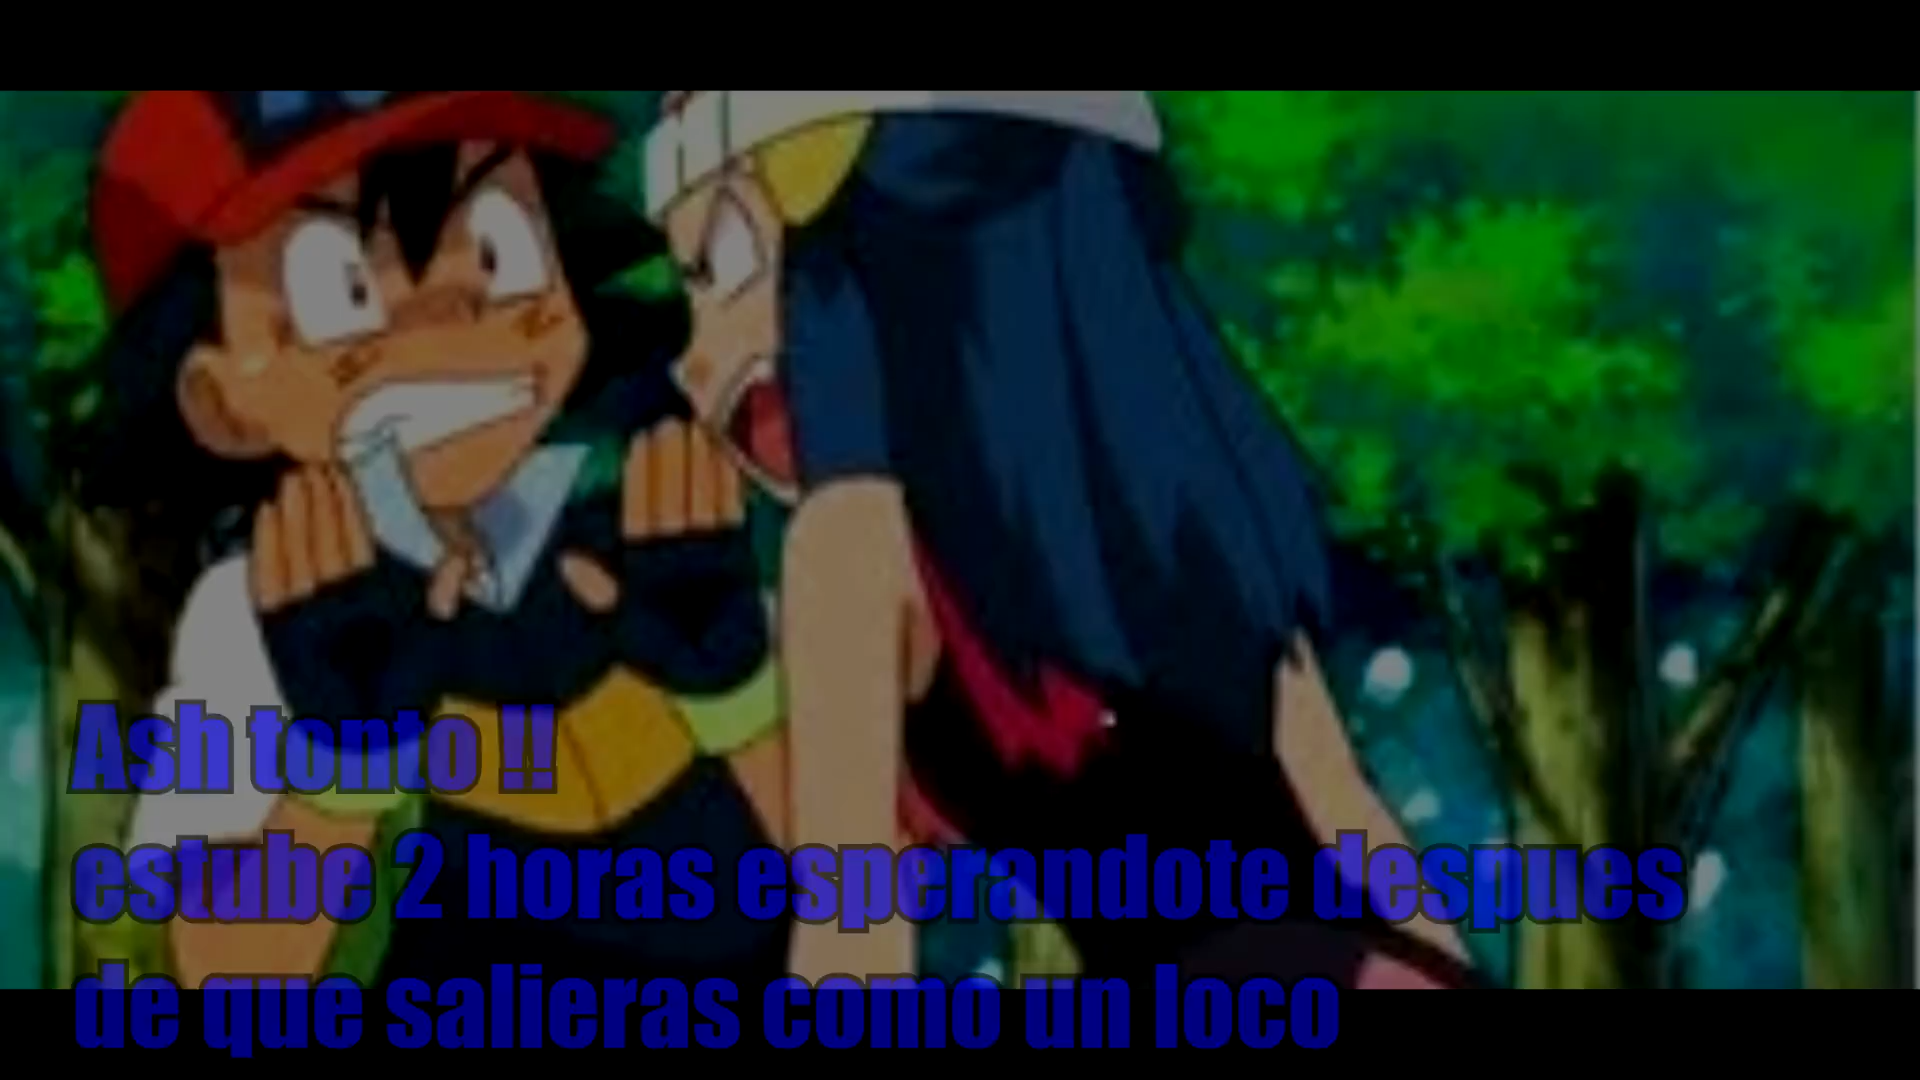 Ash tonto !!
estube 2 horas esperandote despues
de que salieras como un loco